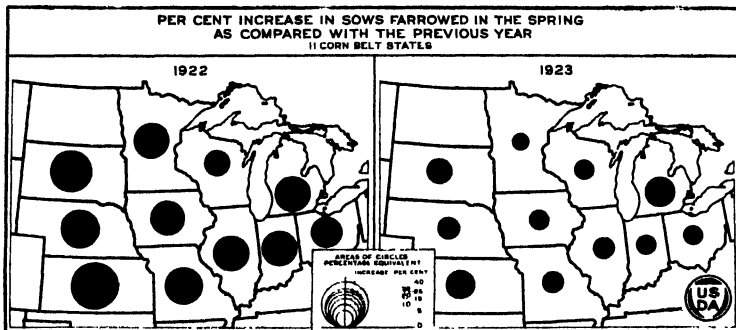 PER CENT INCREASE IN SOWS FARROWED IN THE SPRING
AS COMPARED WITH THE PREVIOUS YEAR
11 CORN BELT STATES
1922
1923
AREAS OF CIRCLES
PERCENTAGE EQUIVALENT
INCREASE PER CENT
40
25
15
10
5
0
US
DA